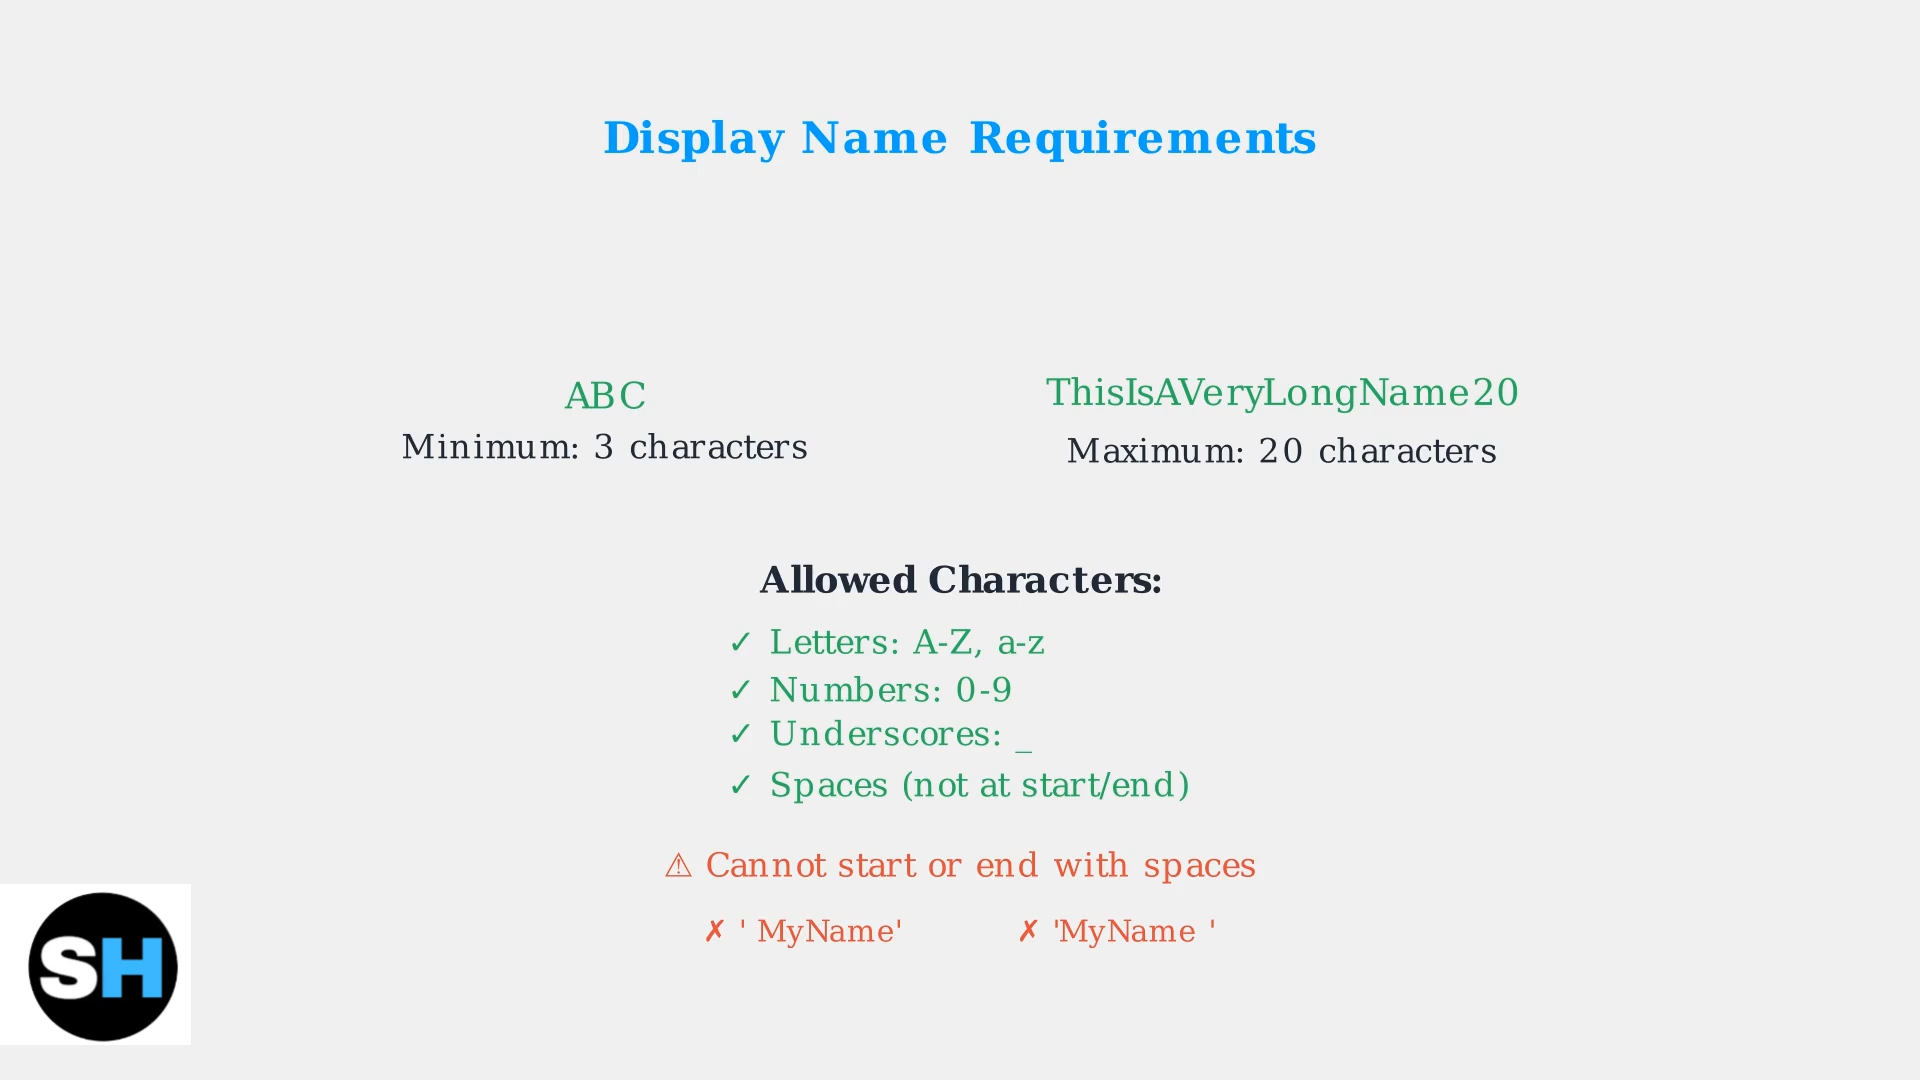 Display Name Requirements
ABC
Minimum: 3 characters
ThisIsAVeryLongName20
Maximum: 20 characters
Allowed Characters:
✓ Letters: A-Z, a-z
✓ Numbers: 0-9
✓ Underscores: _
✓ Spaces (not at start/end)
⚠ Cannot start or end with spaces
✗ ' MyName'
✗ 'MyName '
SH